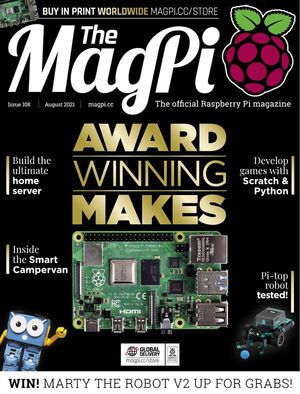 BUY IN PRINT WORLDWIDE MAGPI.CC/STORE
The
MagPi
Issue 108 | August 2021 | magpi.cc
The official Raspberry Pi magazine
AWARD
WINNING
MAKES
Build the
ultimate
home
server
Develop
games with
Scratch &
Python
Inside
the Smart
Campervan
Pi-top
robot
tested!
HDMI
GLOBAL
DELIVERY
magpi.cc/store
WIN! MARTY THE ROBOT V2 UP FOR GRABS!